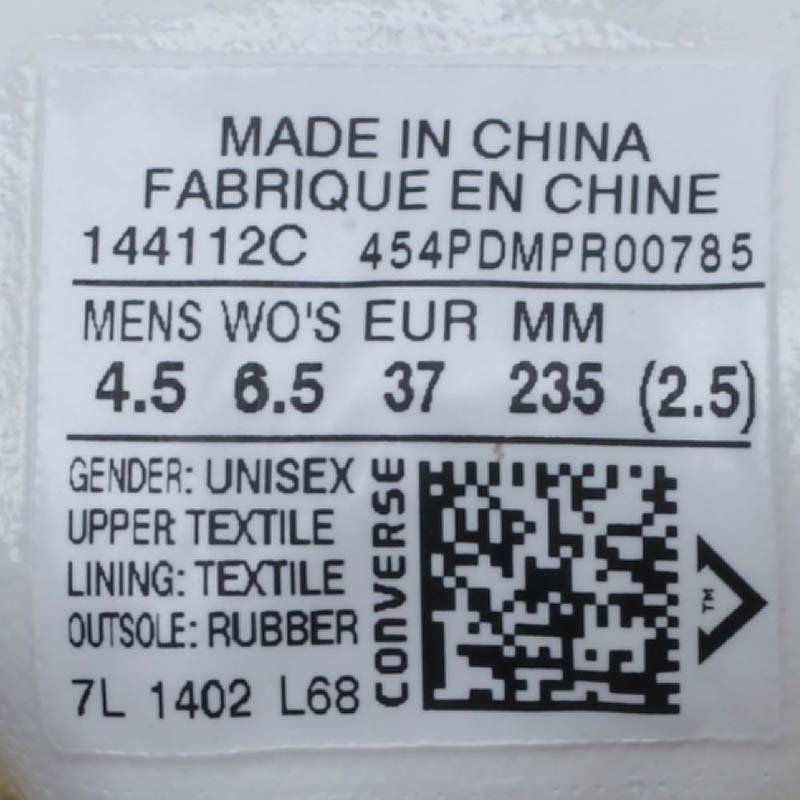 MADE IN CHINA
FABRIQUE EN CHINE
144112C 454PDMPR00785
MENS WO'S EUR MM
4.5 6.5 37 235 (2.5)
GENDER: UNISEX
UPPER TEXTILE
LINING: TEXTILE
OUTSOLE: RUBBER
7L 1402 L68
CONVERSE
TM